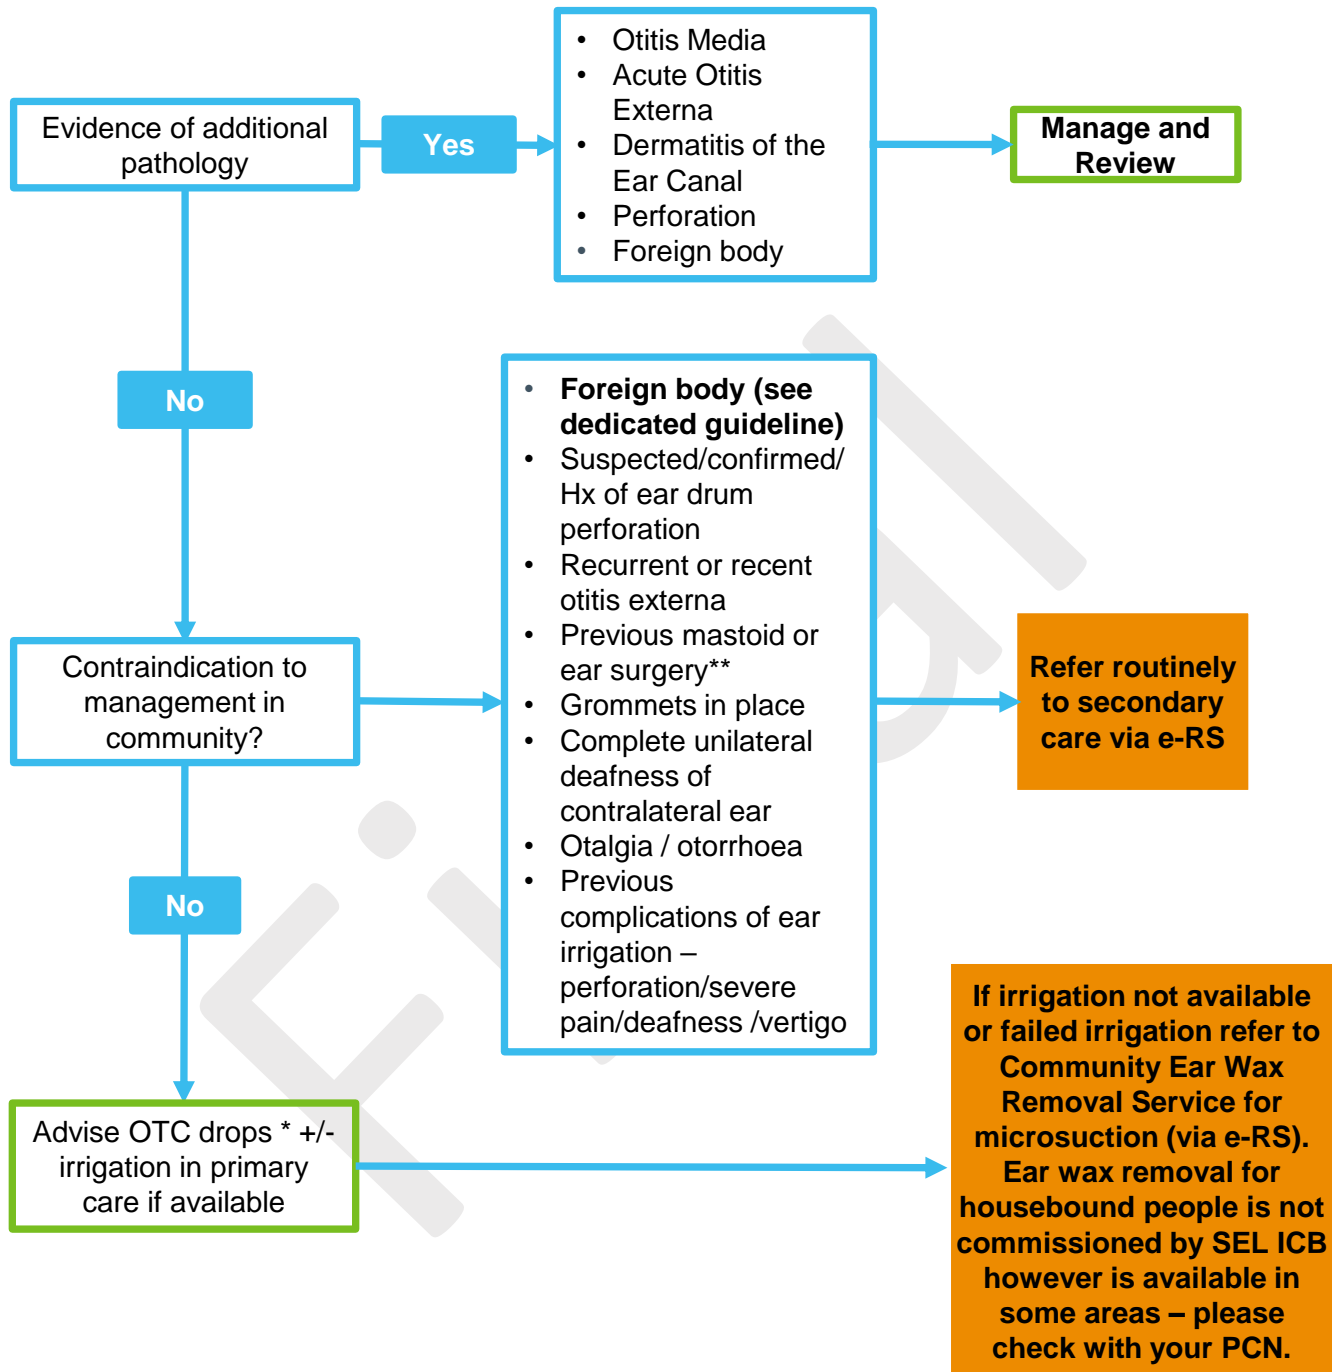 Evidence of additional
pathology
Yes
• Otitis Media
• Acute Otitis
Externa
• Dermatitis of the
Ear Canal
• Perforation
• Foreign body
Manage and
Review
No
Contraindication to
management in
community?
• Foreign body (see
dedicated guideline)
• Suspected/confirmed/
Hx of ear drum
perforation
• Recurrent or recent
otitis externa
• Previous mastoid or
ear surgery**
• Grommets in place
• Complete unilateral
deafness of
contralateral ear
• Otalgia / otorrhoea
• Previous
complications of ear
irrigation –
perforation/severe
pain/deafness /vertigo
Refer routinely
to secondary
care via e-RS
No
Advise OTC drops * +/-
irrigation in primary
care if available
If irrigation not available
or failed irrigation refer to
Community Ear Wax
Removal Service for
microsuction (via e-RS).
Ear wax removal for
housebound people is not
commissioned by SEL ICB
however is available in
some areas – please
check with your PCN.
Final